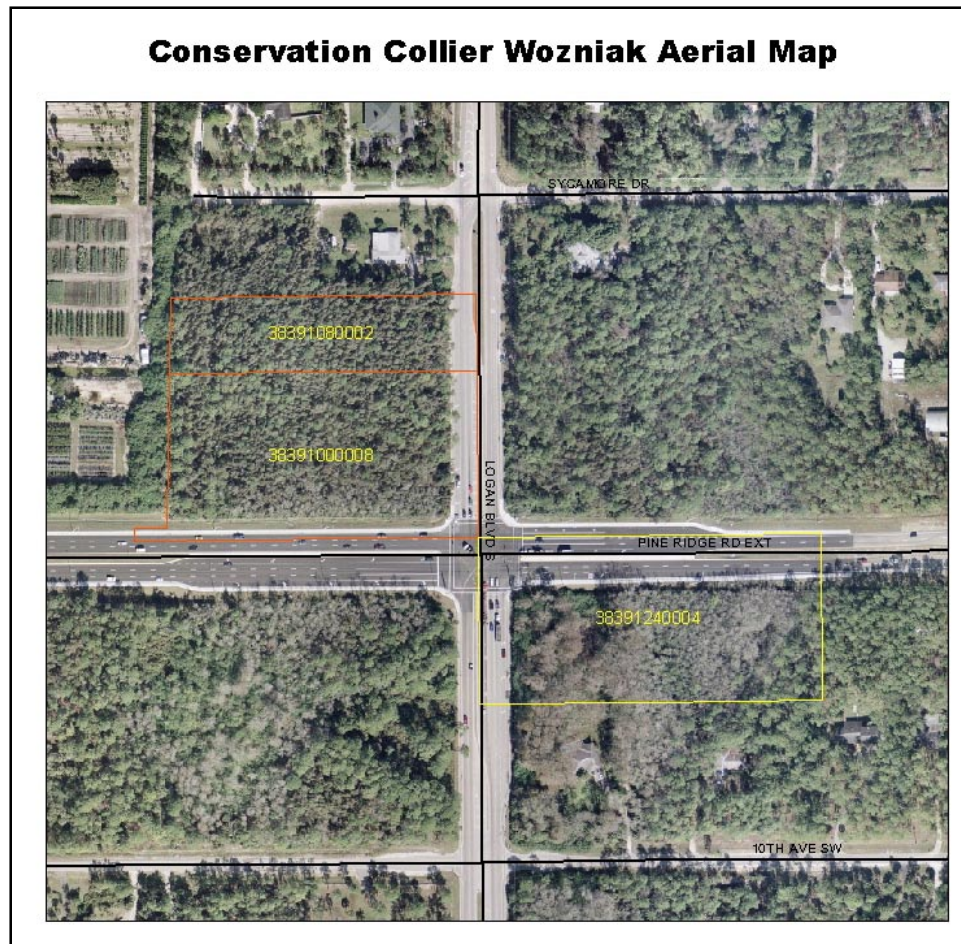 Conservation Collier Wozniak Aerial Map
SYCAMORE DR
38391080002
38391000008
LOGAN BLVD S
PINE RIDGE RD EXT
38391240004
10TH AVE SW